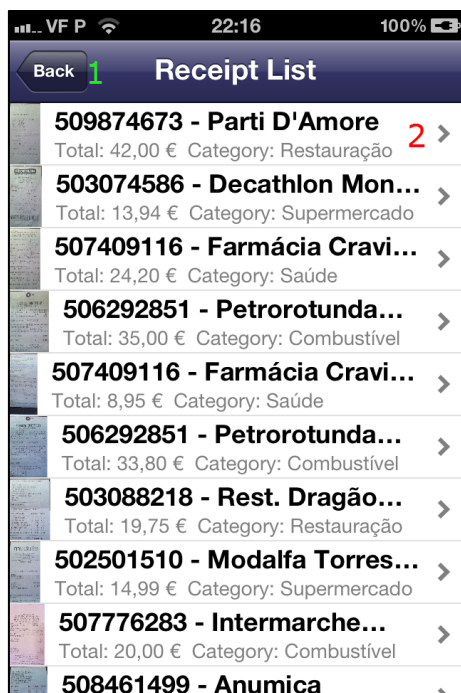 VF P 22:16 100%
Back 1 Receipt List
509874673 - Parti D'Amore
2
Total: 42,00 € Category: Restauração
503074586 - Decathlon Mon...
Total: 13,94 € Category: Supermercado
507409116 - Farmácia Cravi...
Total: 24,20 € Category: Saúde
506292851 - Petrorotunda...
Total: 35,00 € Category: Combustível
507409116 - Farmácia Cravi...
Total: 8,95 € Category: Saúde
506292851 - Petrorotunda...
Total: 33,80 € Category: Combustível
503088218 - Rest. Dragão...
Total: 19,75 € Category: Restauração
502501510 - Modalfa Torres...
Total: 14,99 € Category: Supermercado
507776283 - Intermarche...
Total: 20,00 € Category: Combustível
508461499 - Anumica